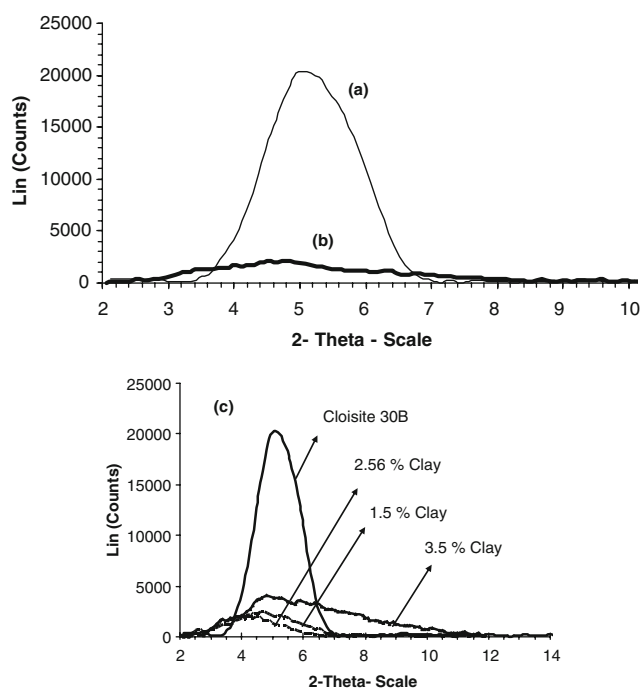 25000
20000
15000
10000
5000
0
Lin (Counts)
(a)
(b)
2 3 4 5 6 7 8 9 10
2- Theta - Scale
25000
20000
15000
10000
5000
0
Lin (Counts)
(c)
Cloisite 30B
2.56 % Clay
1.5 % Clay
3.5 % Clay
2 4 6 8 10 12 14
2-Theta- Scale